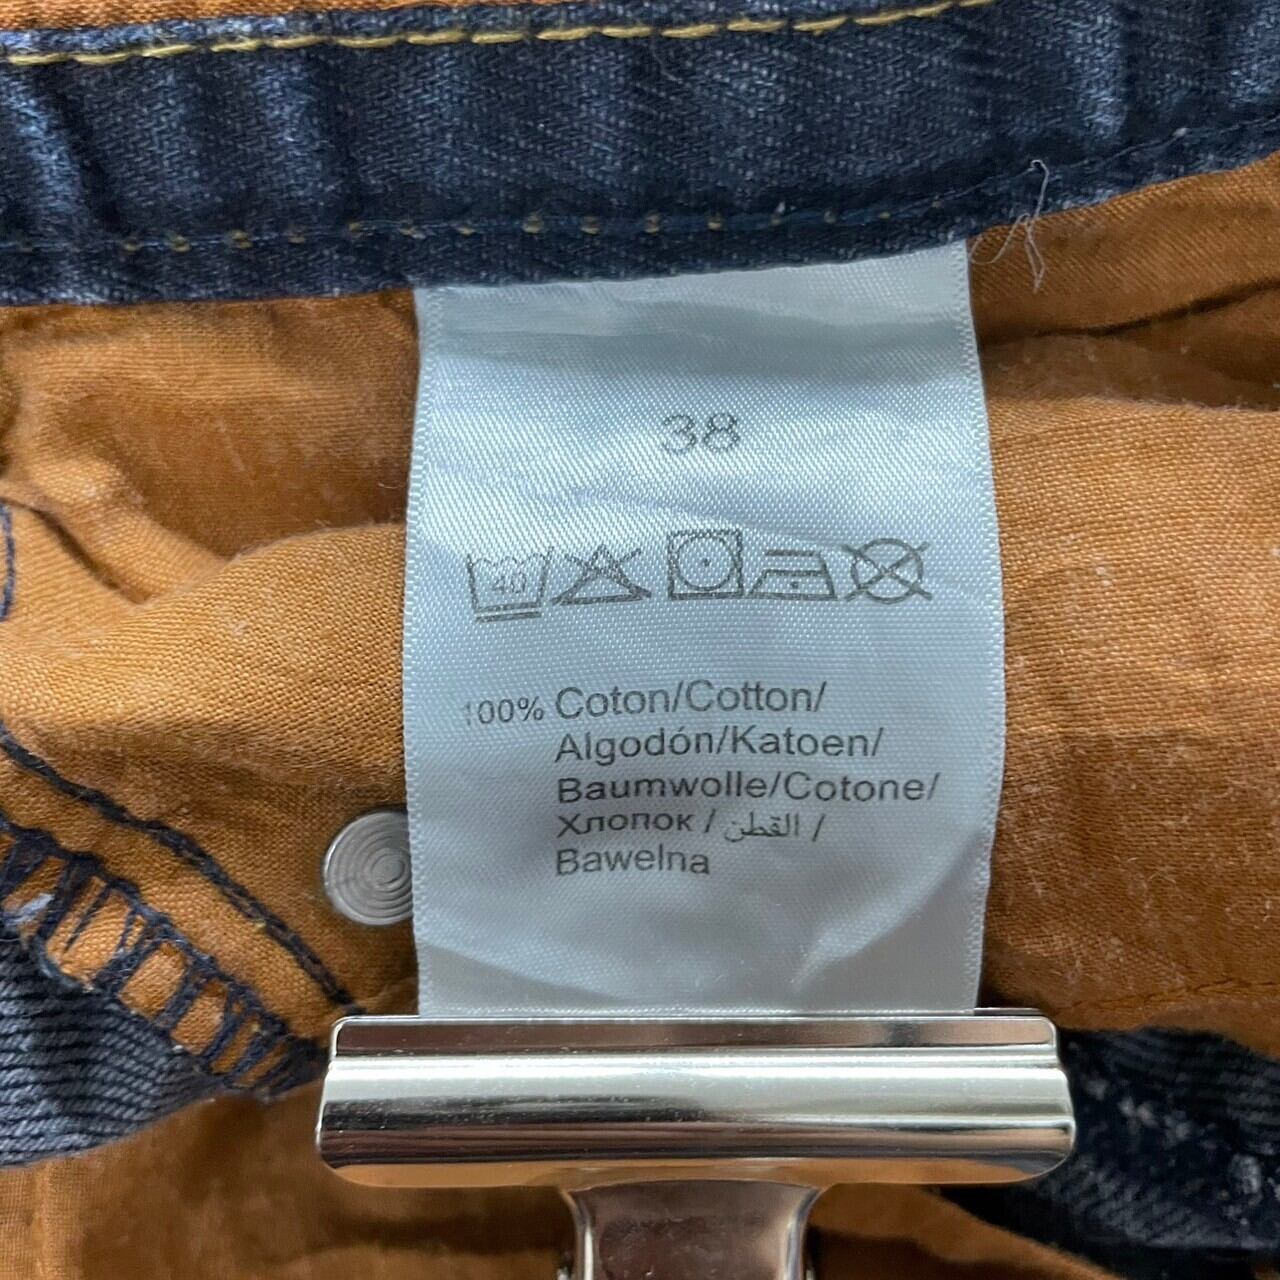 38
40
100% Coton/Cotton/
Algodón/Katoen/
Baumwolle/Cotone/
Хлопок / القطن /
Bawelna